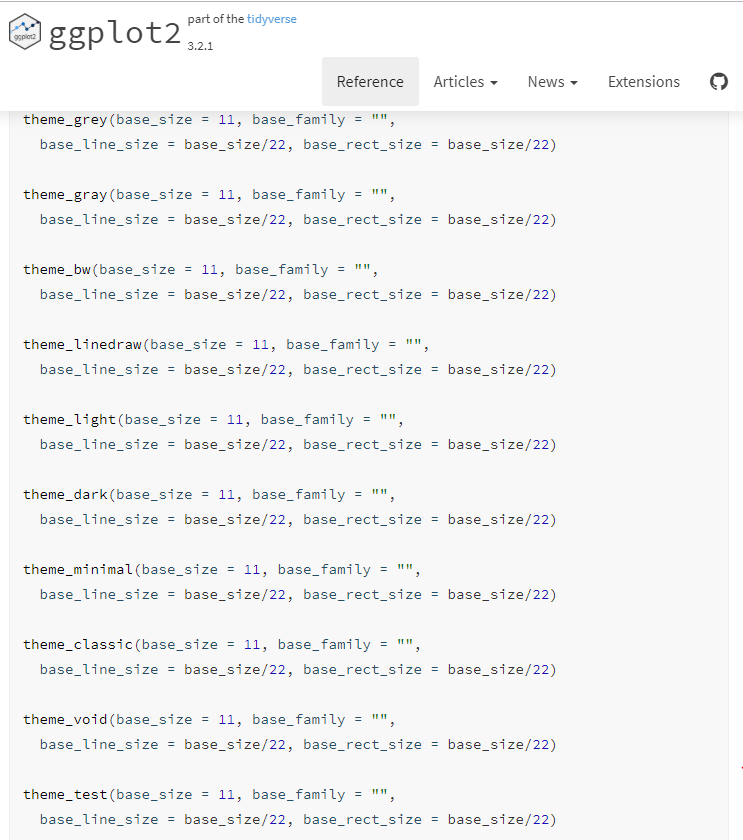 ggplot2
ggplot2 part of the tidyverse
3.2.1
Reference Articles News Extensions
theme_grey(base_size = 11, base_family = "",
  base_line_size = base_size/22, base_rect_size = base_size/22)
theme_gray(base_size = 11, base_family = "",
  base_line_size = base_size/22, base_rect_size = base_size/22)
theme_bw(base_size = 11, base_family = "",
  base_line_size = base_size/22, base_rect_size = base_size/22)
theme_linedraw(base_size = 11, base_family = "",
  base_line_size = base_size/22, base_rect_size = base_size/22)
theme_light(base_size = 11, base_family = "",
  base_line_size = base_size/22, base_rect_size = base_size/22)
theme_dark(base_size = 11, base_family = "",
  base_line_size = base_size/22, base_rect_size = base_size/22)
theme_minimal(base_size = 11, base_family = "",
  base_line_size = base_size/22, base_rect_size = base_size/22)
theme_classic(base_size = 11, base_family = "",
  base_line_size = base_size/22, base_rect_size = base_size/22)
theme_void(base_size = 11, base_family = "",
  base_line_size = base_size/22, base_rect_size = base_size/22)
theme_test(base_size = 11, base_family = "",
  base_line_size = base_size/22, base_rect_size = base_size/22)